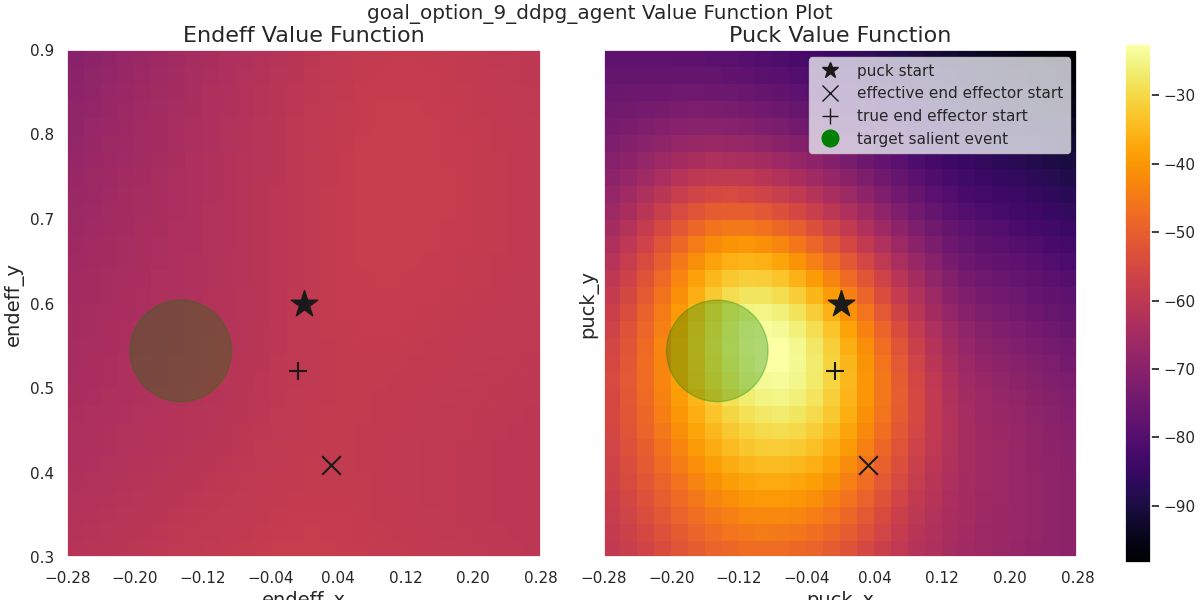 goal_option_9_ddpg_agent Value Function Plot
Endeff Value Function
Puck Value Function
0.9
0.8
0.7
0.6
0.5
0.4
0.3
endeff_y
−0.28 −0.20 −0.12 −0.04 0.04 0.12 0.20 0.28
endeff_x
puck_y
puck start
effective end effector start
true end effector start
target salient event
−0.28 −0.20 −0.12 −0.04 0.04 0.12 0.20 0.28
puck_x
−30
−40
−50
−60
−70
−80
−90